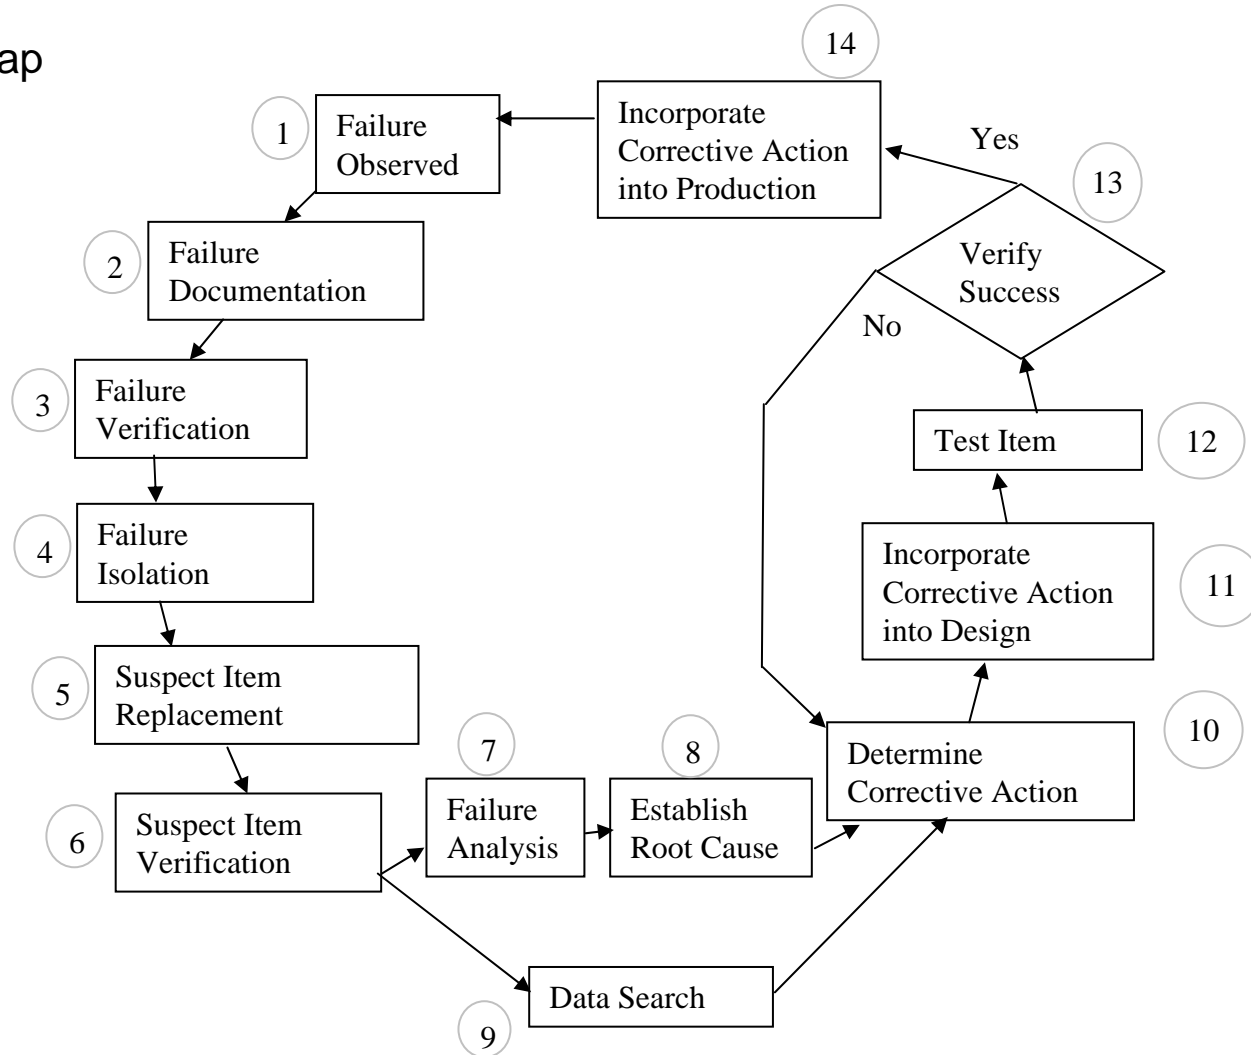 ap
14
Incorporate
Corrective Action
into Production
1
Failure
Observed
Yes
13
Verify
Success
No
2
Failure
Documentation
3
Failure
Verification
Test Item
12
4
Failure
Isolation
Incorporate
Corrective Action
into Design
11
5
Suspect Item
Replacement
10
Determine
Corrective Action
6
Suspect Item
Verification
7
Failure
Analysis
8
Establish
Root Cause
Data Search
9